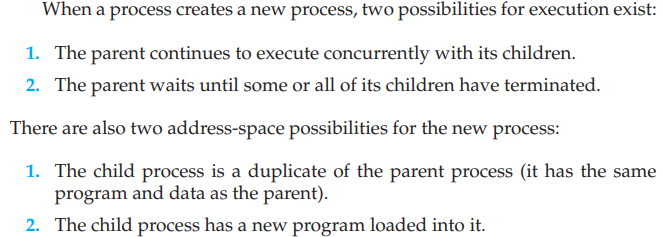 When a process creates a new process, two possibilities for execution exist:
1. The parent continues to execute concurrently with its children.
2. The parent waits until some or all of its children have terminated.
There are also two address-space possibilities for the new process:
1. The child process is a duplicate of the parent process (it has the same
program and data as the parent).
2. The child process has a new program loaded into it.